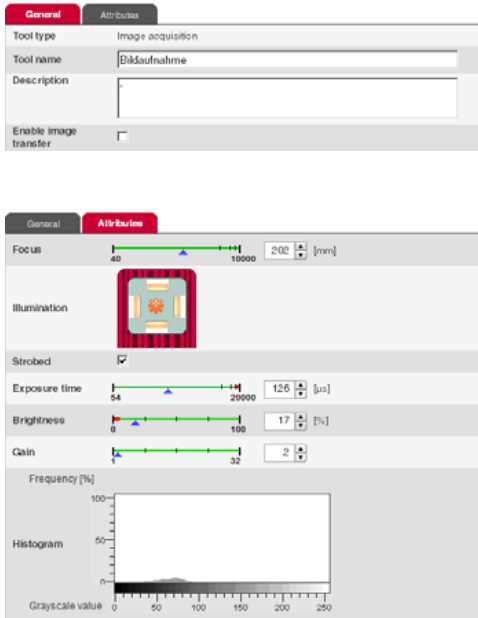 General Attributes
Tool type Image acquisition
Tool name Bildaufnahme
Description
Enable image
transfer
General Attributes
Focus 40 10000 202 [mm]
Illumination
Strobed
Exposure time 54 20000 126 [µs]
Brightness 0 100 17 [%]
Gain 1 32 2
Frequency [%]
100
50
0
Histogram
Grayscale value 0 50 100 150 200 250